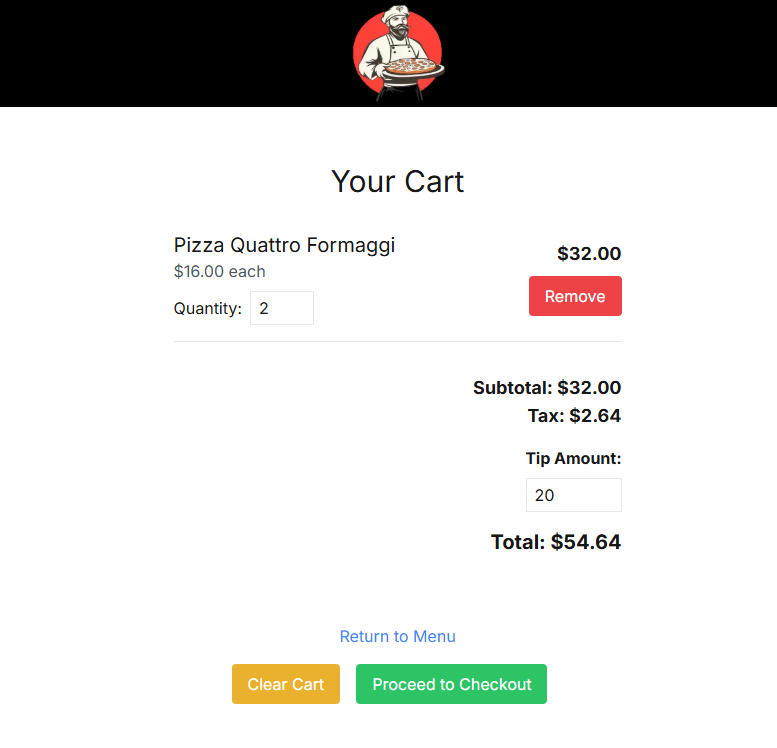 Your Cart
Pizza Quattro Formaggi
$16.00 each
$32.00
Quantity: 2
Remove
Subtotal: $32.00
Tax: $2.64
Tip Amount:
20
Total: $54.64
Return to Menu
Clear Cart
Proceed to Checkout